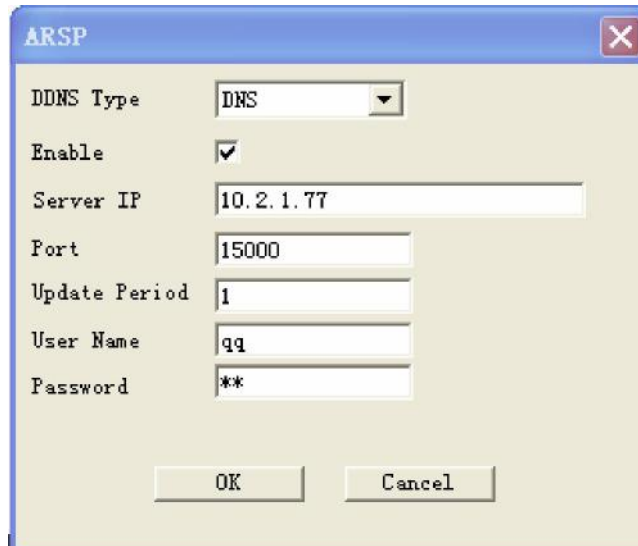 ARSP
DDNS Type DNS
Enable
Server IP 10.2.1.77
Port 15000
Update Period 1
User Name qq
Password **
OK Cancel